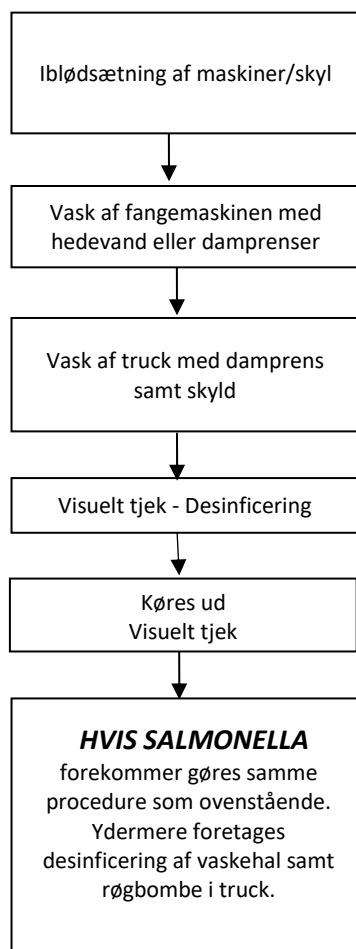 Iblødsætning af maskiner/skyl
Vask af fangemaskinen med
hedevand eller damprenser
Vask af truck med damprens
samt skyld
Visuelt tjek - Desinficering
Køres ud
Visuelt tjek
HVIS SALMONELLA
forekommer gøres samme
procedure som ovenstående.
Ydermere foretages
desinficering af vaskehal samt
røgbombe i truck.